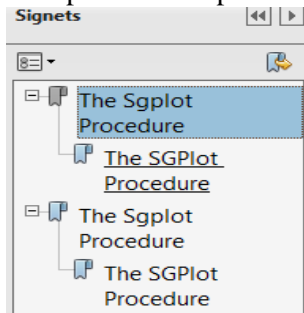 Signets
The Sgplot
Procedure
The SGPlot
Procedure
The Sgplot
Procedure
The SGPlot
Procedure